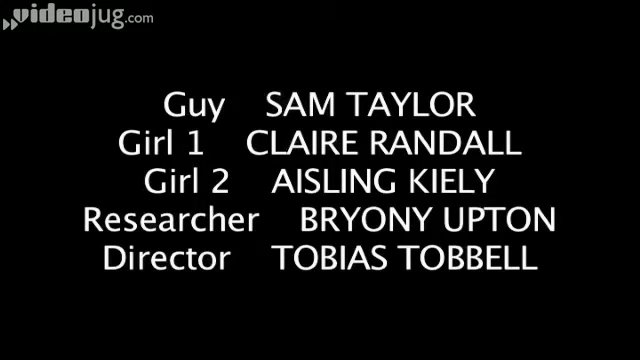 videojug.com
Guy SAM TAYLOR
Girl 1 CLAIRE RANDALL
Girl 2 AISLING KIELY
Researcher BRYONY UPTON
Director TOBIAS TOBBELL